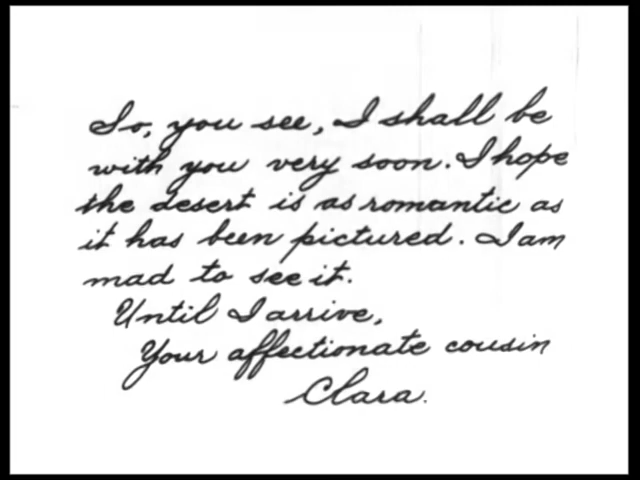 So, you see, I shall be
with you very soon. I hope
the desert is as romantic as
it has been pictured. I am
mad to see it.
Until I arrive,
Your affectionate cousin
Clara.